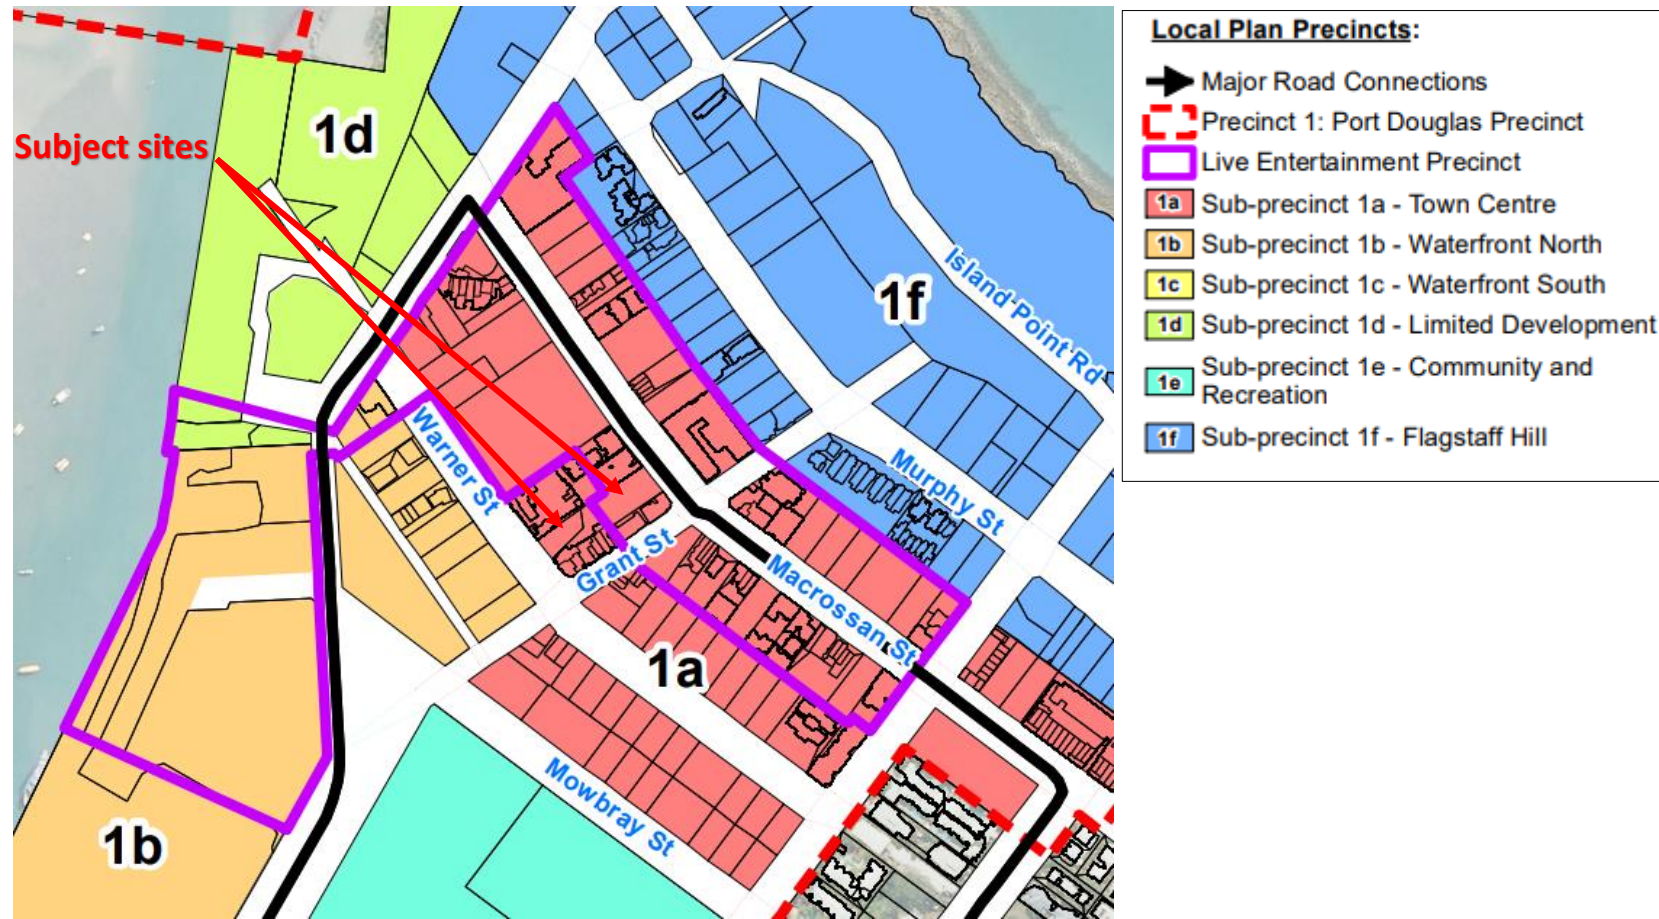 1d
Subject sites
1f
Island Point Rd
Warner St
Murphy St
Grant St
Macrossan St
1a
Mowbray St
1b
Local Plan Precincts:
Major Road Connections
Precinct 1: Port Douglas Precinct
Live Entertainment Precinct
1a Sub-precinct 1a - Town Centre
1b Sub-precinct 1b - Waterfront North
1c Sub-precinct 1c - Waterfront South
1d Sub-precinct 1d - Limited Development
1e Sub-precinct 1e - Community and
Recreation
1f Sub-precinct 1f - Flagstaff Hill